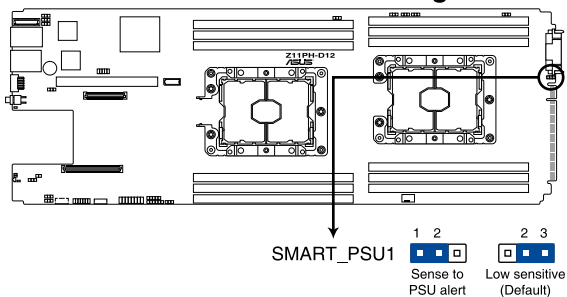 Z11PH-D12
ASUS
SMART_PSU1
1 2
2 3
Sense to
PSU alert
Low sensitive
(Default)